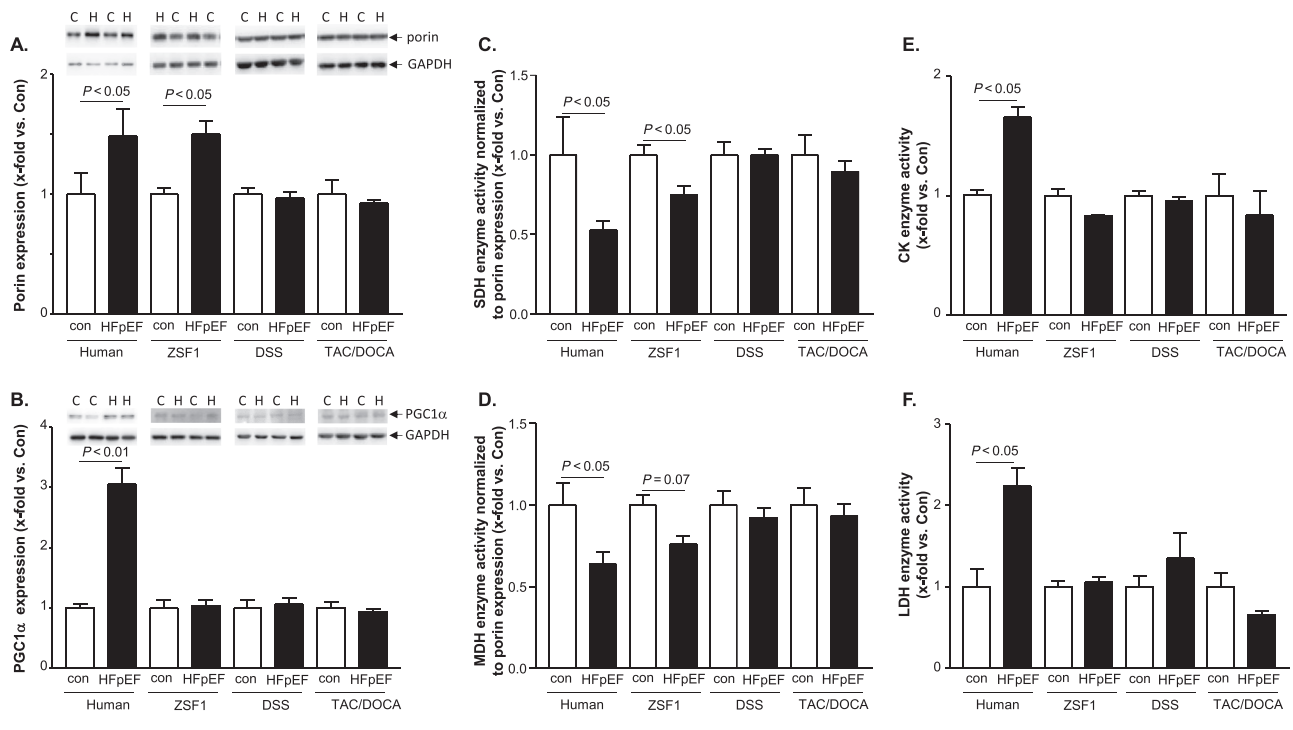 A.
C H C H
H C H C
C H C H
C H C H
porin
GAPDH
Porin expression (x-fold vs. Con)
2
1
0
P < 0.05
P < 0.05
con HFpEF con HFpEF con HFpEF con HFpEF
Human ZSF1 DSS TAC/DOCA
C.
SDH enzyme activity normalized
to porin expression (x-fold vs. Con)
1.5
1.0
0.5
0.0
P < 0.05
P < 0.05
con HFpEF con HFpEF con HFpEF con HFpEF
Human ZSF1 DSS TAC/DOCA
E.
CK enzyme activity
(x-fold vs. Con)
2
1
0
P < 0.05
con HFpEF con HFpEF con HFpEF con HFpEF
Human ZSF1 DSS TAC/DOCA
B.
C C H H
C H C H
C H C H
C H C H
PGC1α
GAPDH
PGC1α expression (x-fold vs. Con)
4
3
2
1
0
P < 0.01
con HFpEF con HFpEF con HFpEF con HFpEF
Human ZSF1 DSS TAC/DOCA
D.
MDH enzyme activity normalized
to porin expression (x-fold vs. Con)
1.5
1.0
0.5
0.0
P < 0.05
P = 0.07
con HFpEF con HFpEF con HFpEF con HFpEF
Human ZSF1 DSS TAC/DOCA
F.
LDH enzyme activity
(x-fold vs. Con)
3
2
1
0
P < 0.05
con HFpEF con HFpEF con HFpEF con HFpEF
Human ZSF1 DSS TAC/DOCA